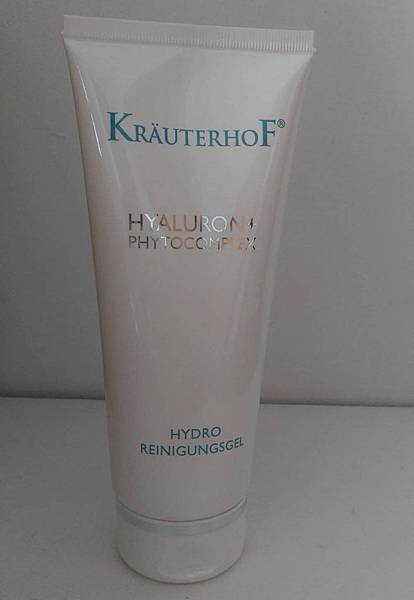 KRÄUTERHOF®
HYALURON+
PHYTOCOMPLEX
HYDRO
REINIGUNGSGEL